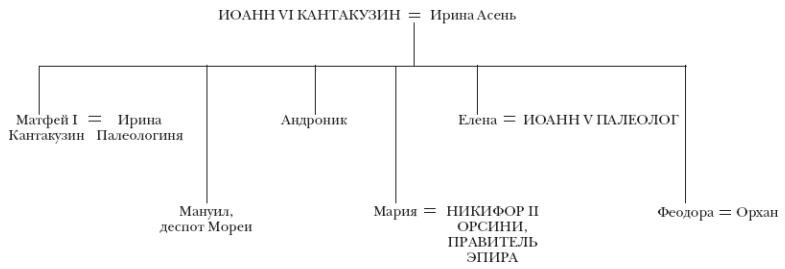 ИОАНН VI КАНТАКУЗИН = Ирина Асень
Матфей I = Ирина
Кантакузин Палеологиня
Андроник
Елена = ИОАНН V ПАЛЕОЛОГ
Мануил,
деспот Мореи
Мария = НИКИФОР II
ОРСИНИ,
ПРАВИТЕЛЬ
ЭПИРА
Феодора = Орхан